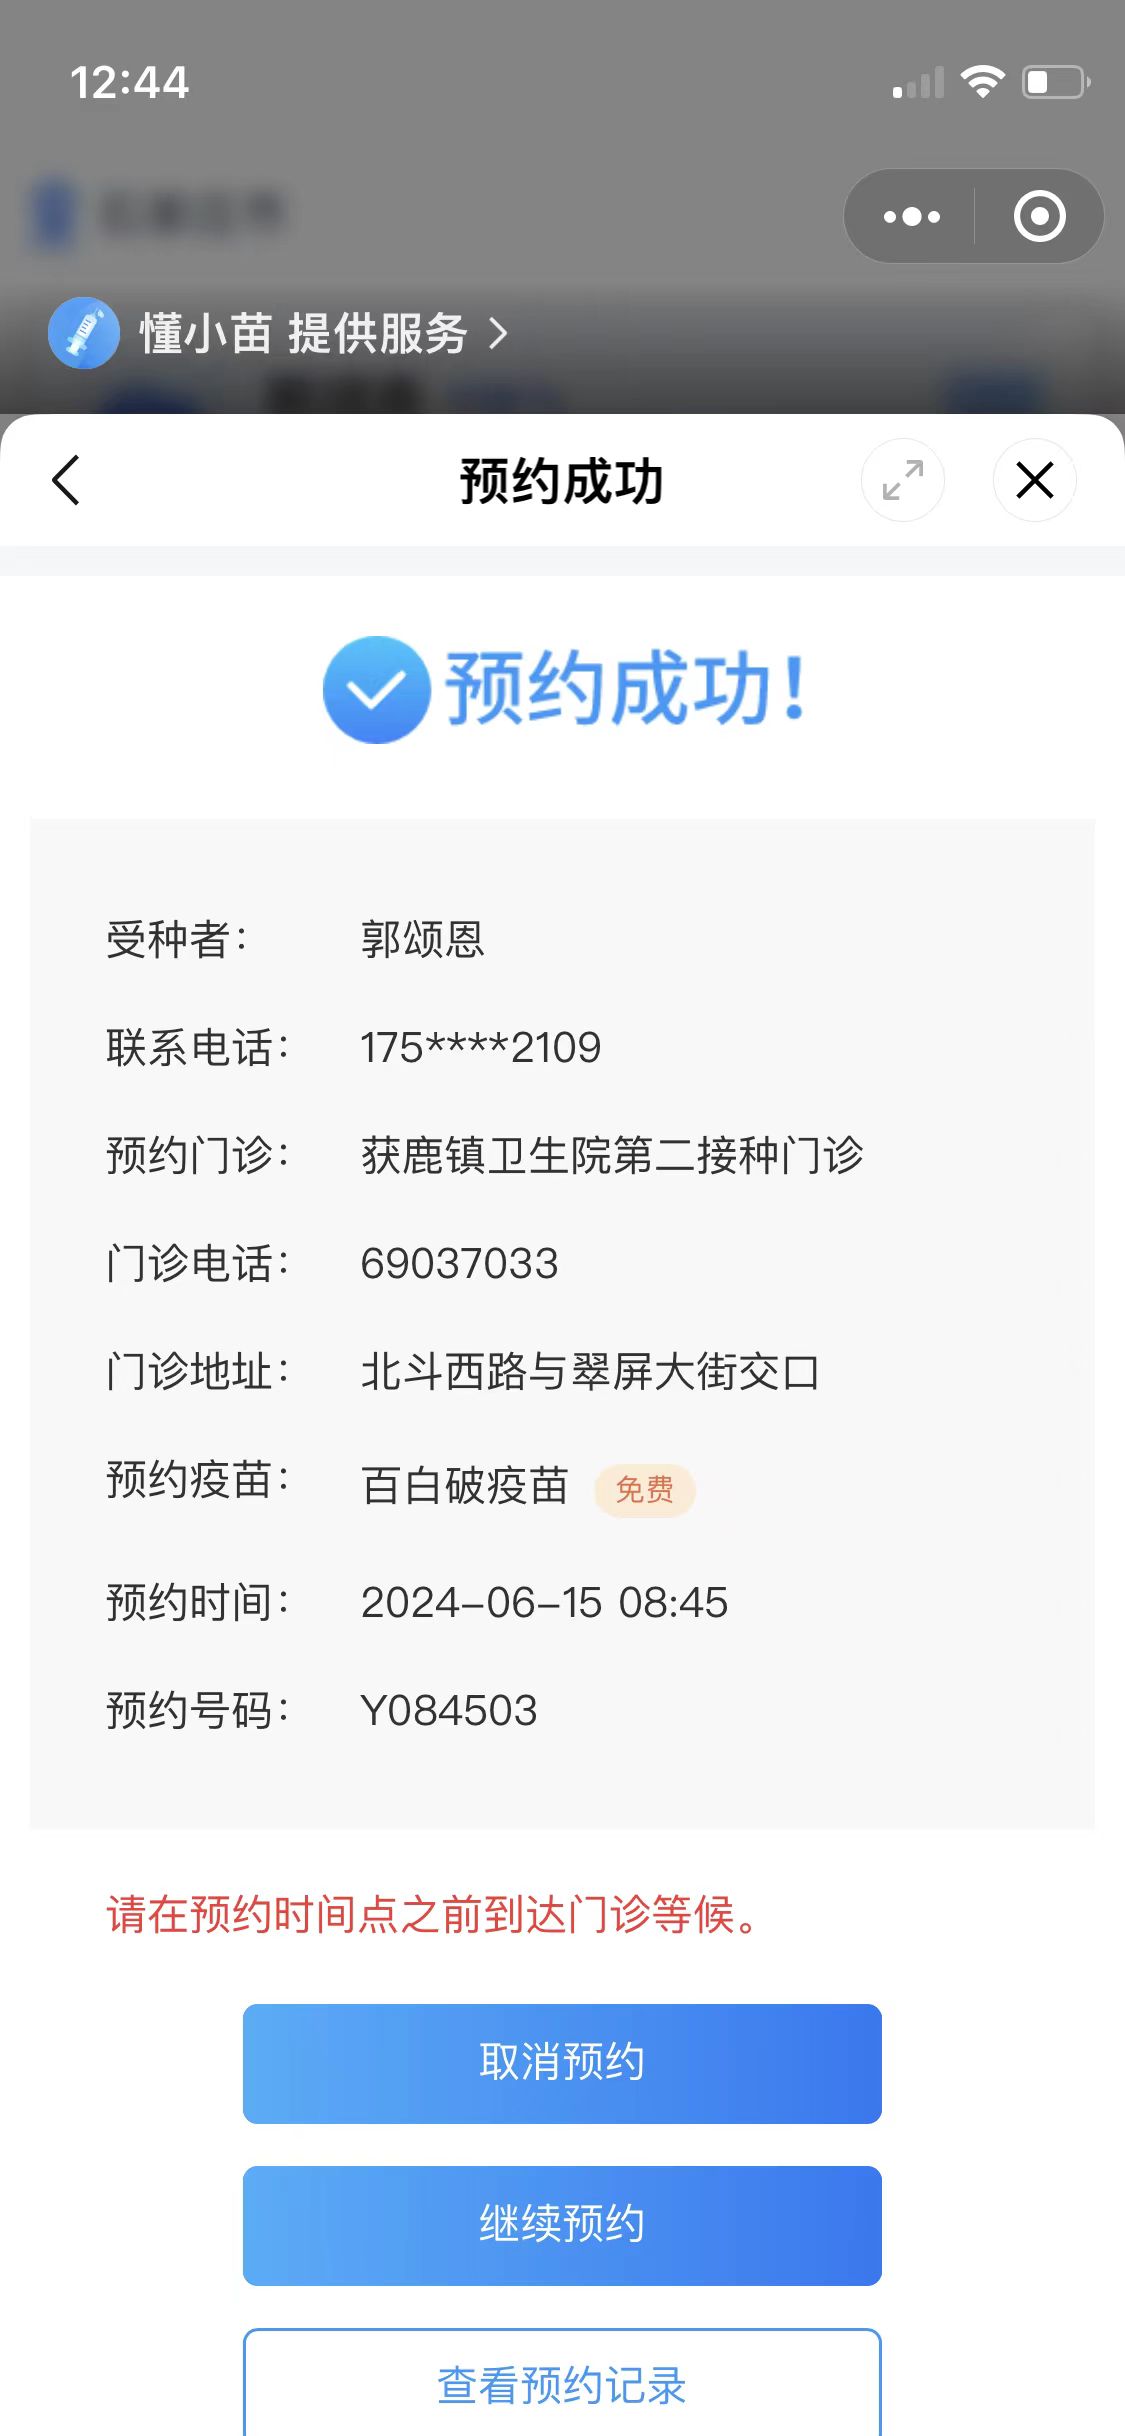 12:44
懂小苗 提供服务
预约成功
预约成功!
受种者: 郭颂恩
联系电话: 175****2109
预约门诊: 获鹿镇卫生院第二接种门诊
门诊电话: 69037033
门诊地址: 北斗西路与翠屏大街交口
预约疫苗: 百白破疫苗 免费
预约时间: 2024-06-15 08:45
预约号码: Y084503
请在预约时间点之前到达门诊等候。
取消预约
继续预约
查看预约记录